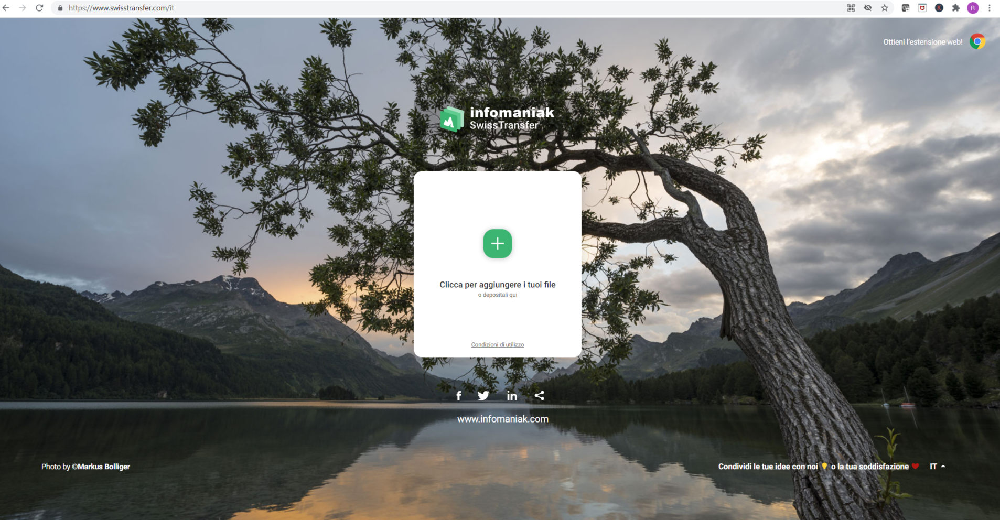 https://www.swisstransfer.com/it
R
Ottieni l'estensione web!
infomaniak
SwissTransfer
Clicca per aggiungere i tuoi file
o depositali qui
Condizioni di utilizzo
www.infomaniak.com
Photo by ©Markus Bolliger
Condividi le tue idee con noi 💡 o la tua soddisfazione ❤️ IT